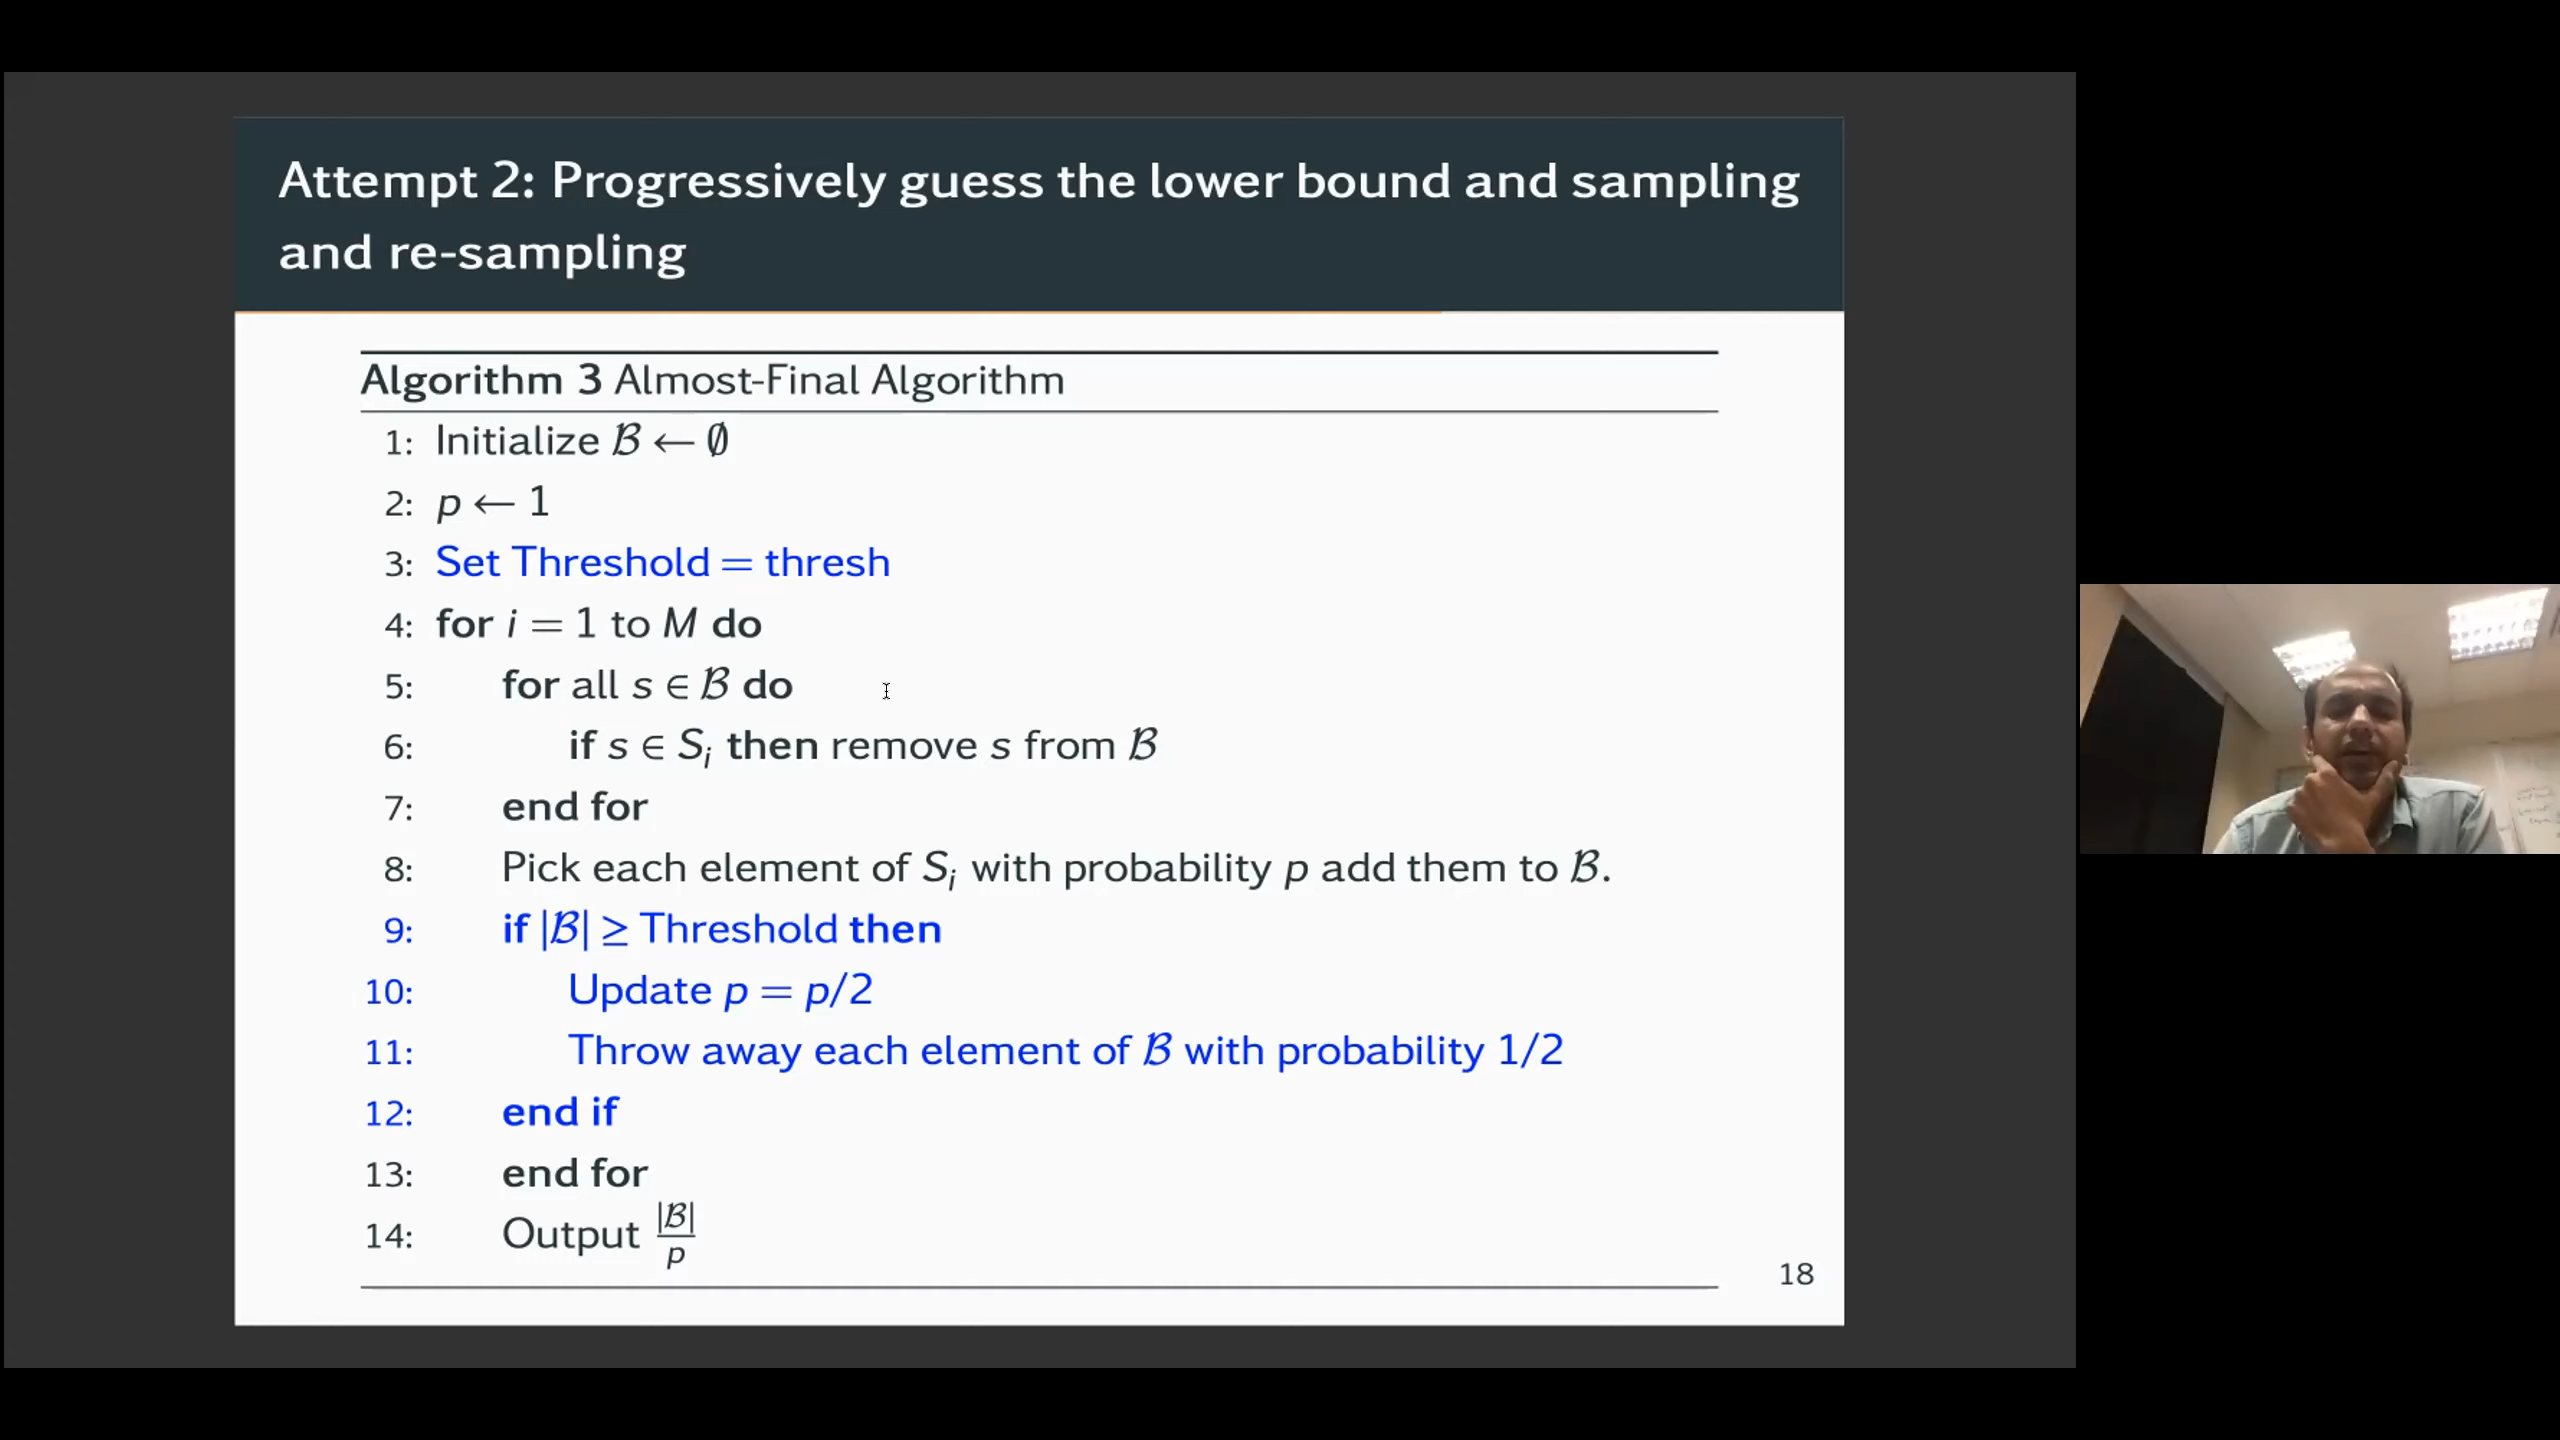 Attempt 2: Progressively guess the lower bound and sampling
and re-sampling
Algorithm 3 Almost-Final Algorithm
1: Initialize ℬ ← ∅
2: p ← 1
3: Set Threshold = thresh
4: for i = 1 to M do
5: for all s ∈ ℬ do
6: if s ∈ Sᵢ then remove s from ℬ
7: end for
8: Pick each element of Sᵢ with probability p add them to ℬ.
9: if |ℬ| ≥ Threshold then
10: Update p = p/2
11: Throw away each element of ℬ with probability 1/2
12: end if
13: end for
14: Output |ℬ|/p
18